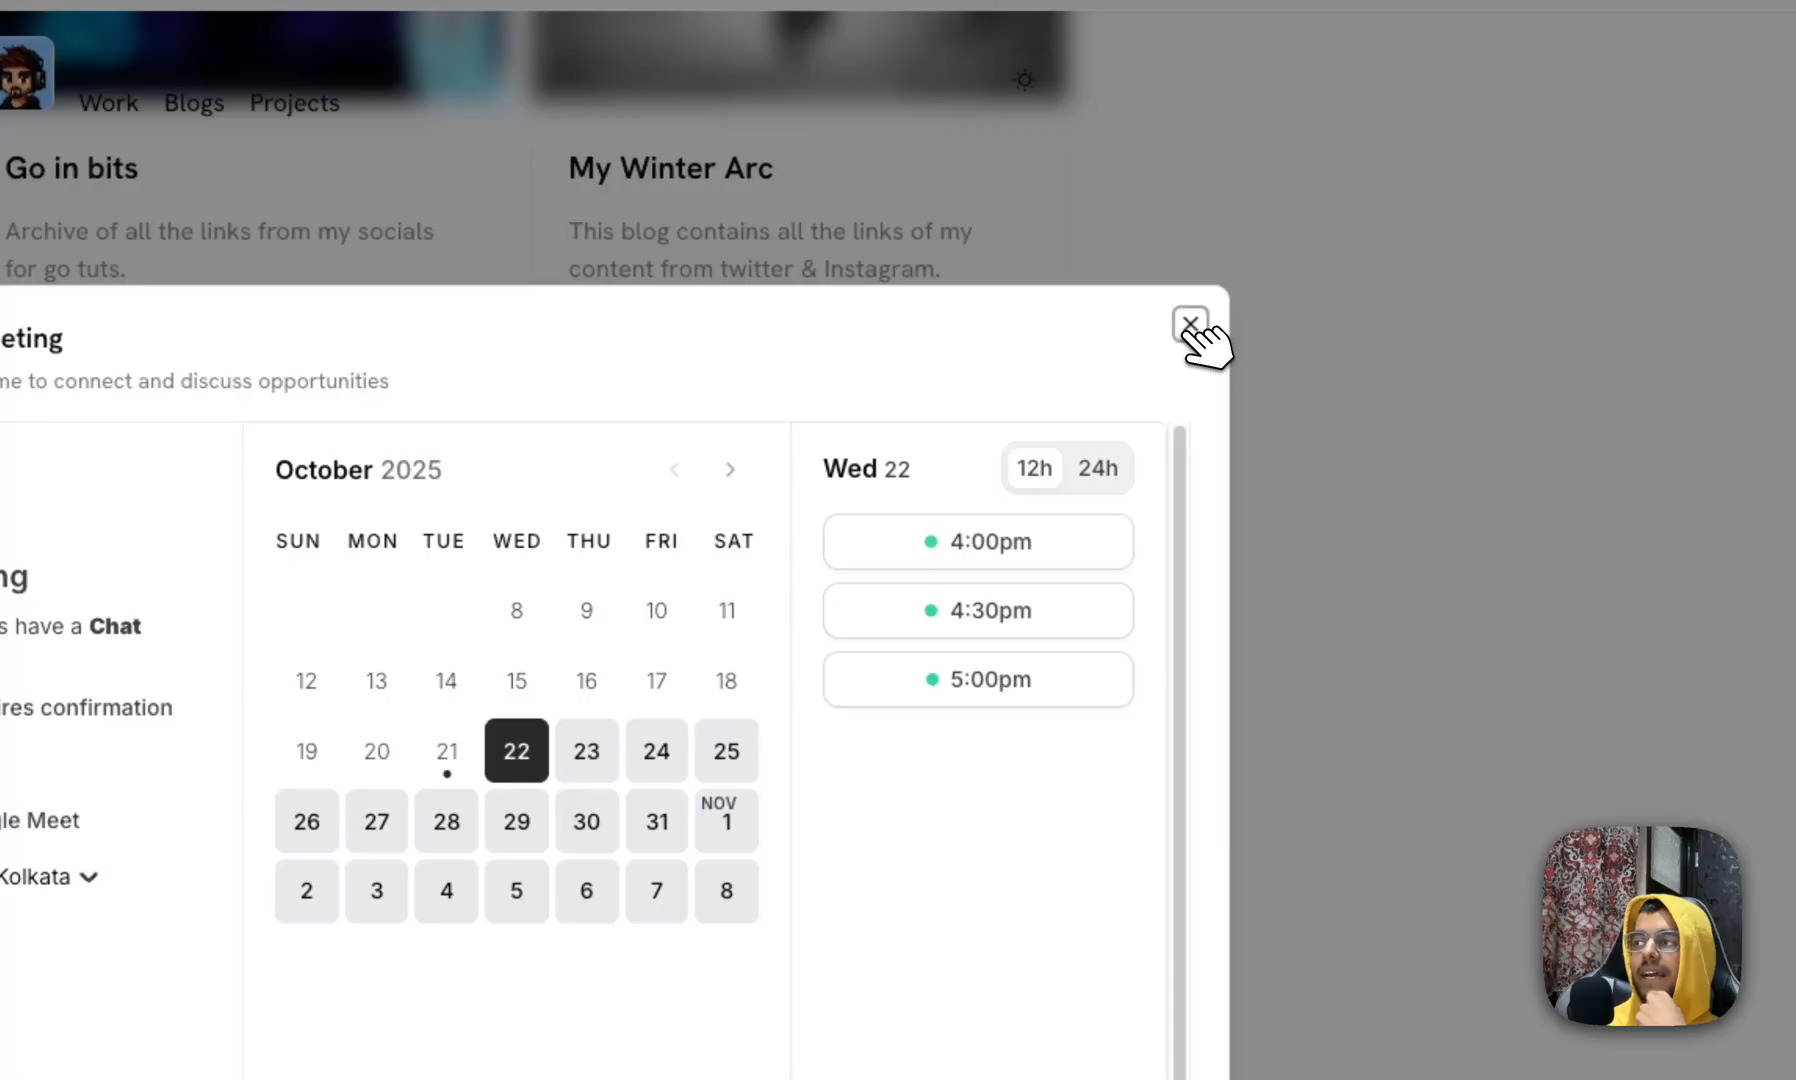 Work Blogs Projects
Go in bits
Archive of all the links from my socials
for go tuts.
My Winter Arc
This blog contains all the links of my
content from twitter & Instagram.
eting
me to connect and discuss opportunities
ng
s have a Chat
ires confirmation
gle Meet
Kolkata
October 2025
SUN MON TUE WED THU FRI SAT
8 9 10 11
12 13 14 15 16 17 18
19 20 21 22 23 24 25
NOV
26 27 28 29 30 31 1
2 3 4 5 6 7 8
Wed 22 12h 24h
4:00pm
4:30pm
5:00pm